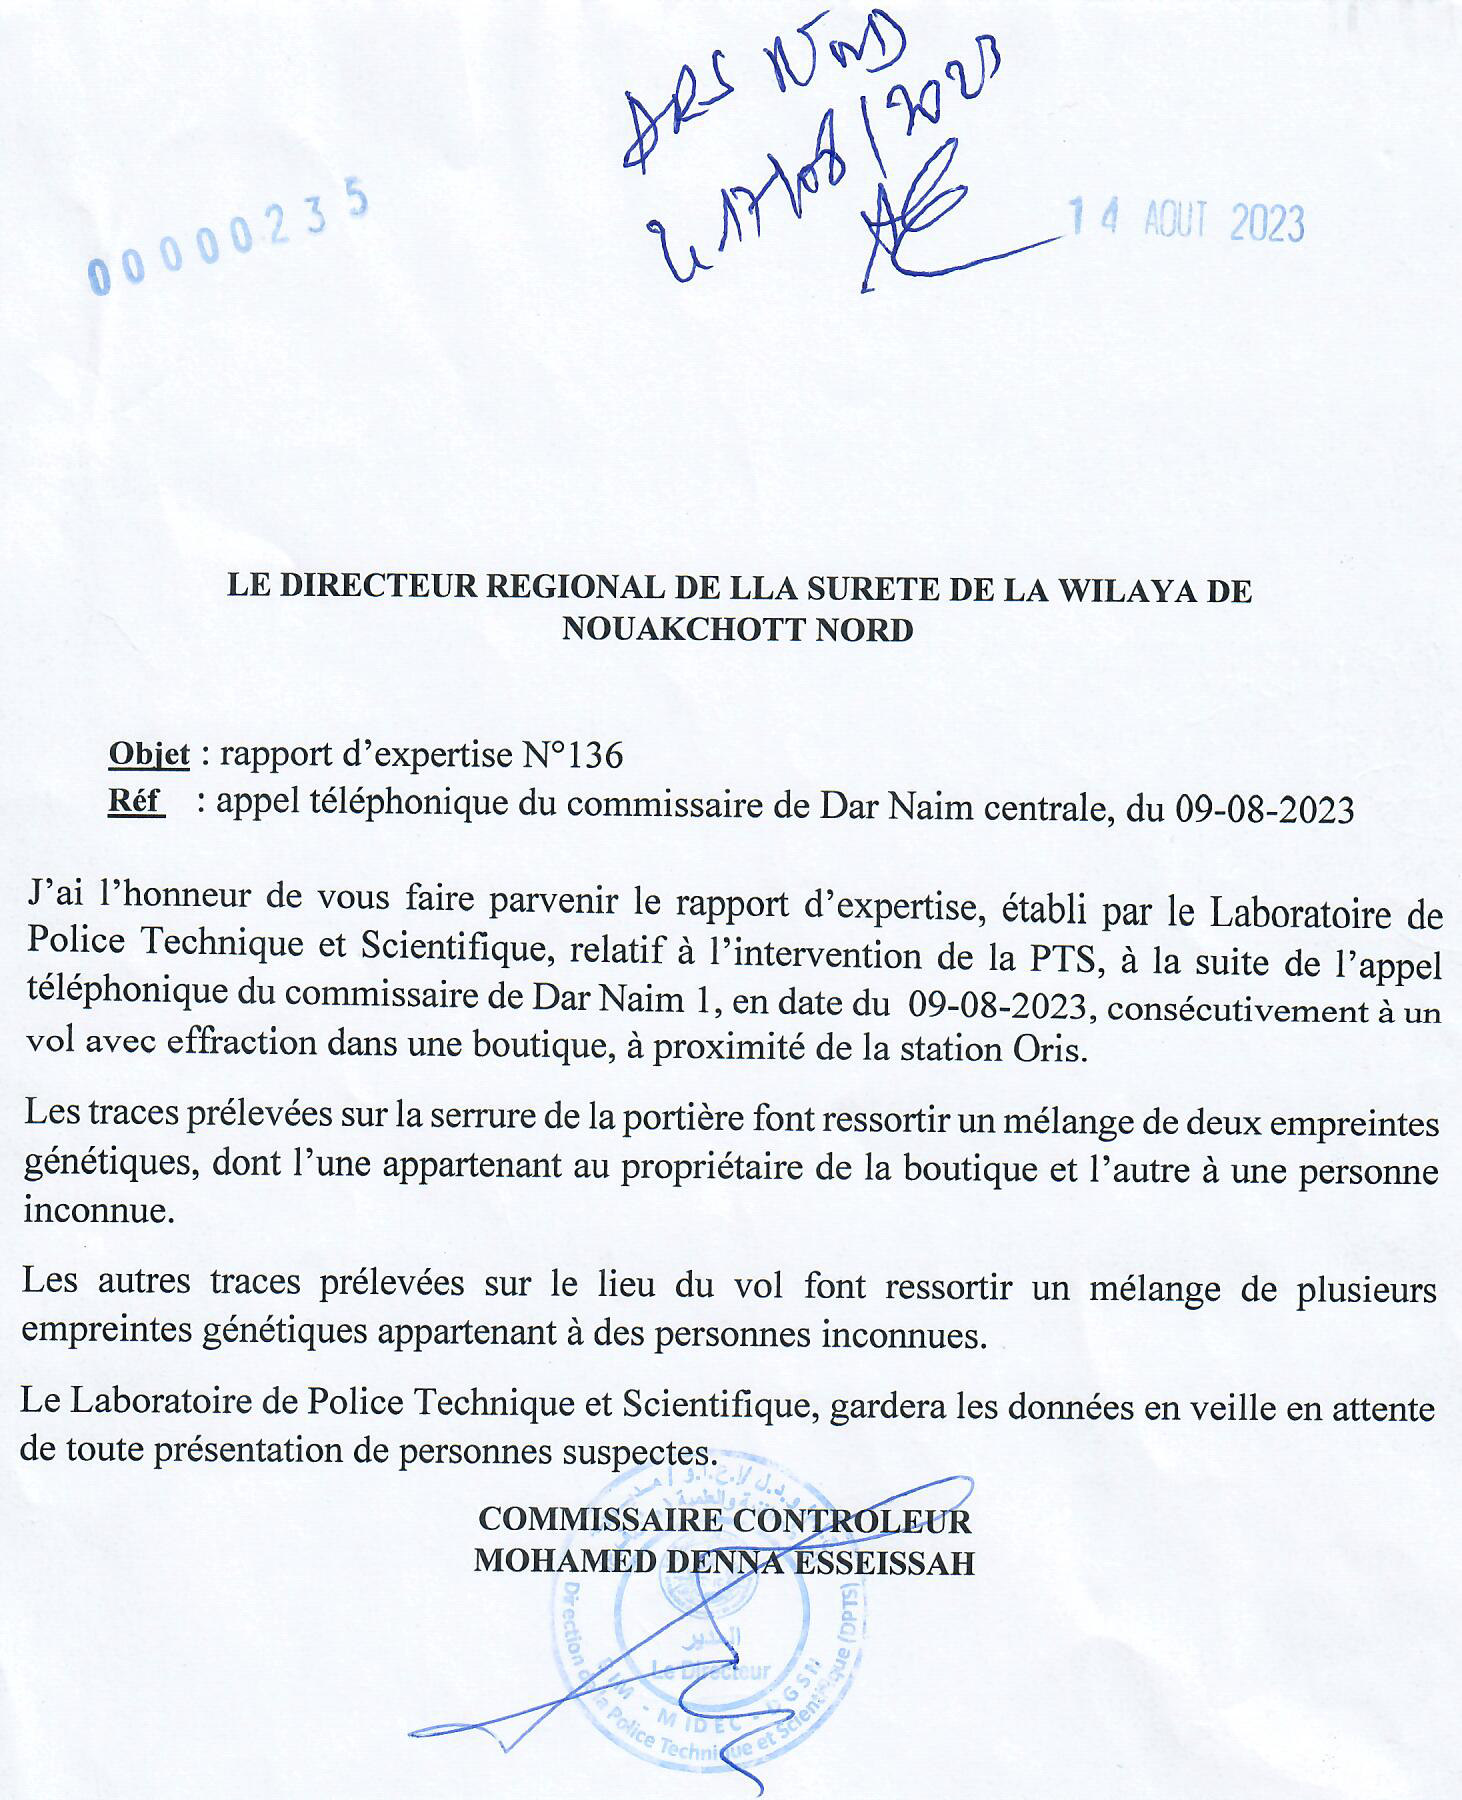 ARS NORD
le 17/08/2023
00000235
14 AOUT 2023
LE DIRECTEUR REGIONAL DE LLA SURETE DE LA WILAYA DE
NOUAKCHOTT NORD
Objet : rapport d’expertise N°136
Réf : appel téléphonique du commissaire de Dar Naim centrale, du 09-08-2023
J’ai l’honneur de vous faire parvenir le rapport d’expertise, établi par le Laboratoire de
Police Technique et Scientifique, relatif à l’intervention de la PTS, à la suite de l’appel
téléphonique du commissaire de Dar Naim 1, en date du 09-08-2023, consécutivement à un
vol avec effraction dans une boutique, à proximité de la station Oris.
Les traces prélevées sur la serrure de la portière font ressortir un mélange de deux empreintes
génétiques, dont l’une appartenant au propriétaire de la boutique et l’autre à une personne
inconnue.
Les autres traces prélevées sur le lieu du vol font ressortir un mélange de plusieurs
empreintes génétiques appartenant à des personnes inconnues.
Le Laboratoire de Police Technique et Scientifique, gardera les données en veille en attente
de toute présentation de personnes suspectes.
COMMISSAIRE CONTROLEUR
MOHAMED DENNA ESSEISSAH
المدير
Le Directeur
MIDEC - DGSN
Direction de la Police Technique et Scientifique (DPTS)